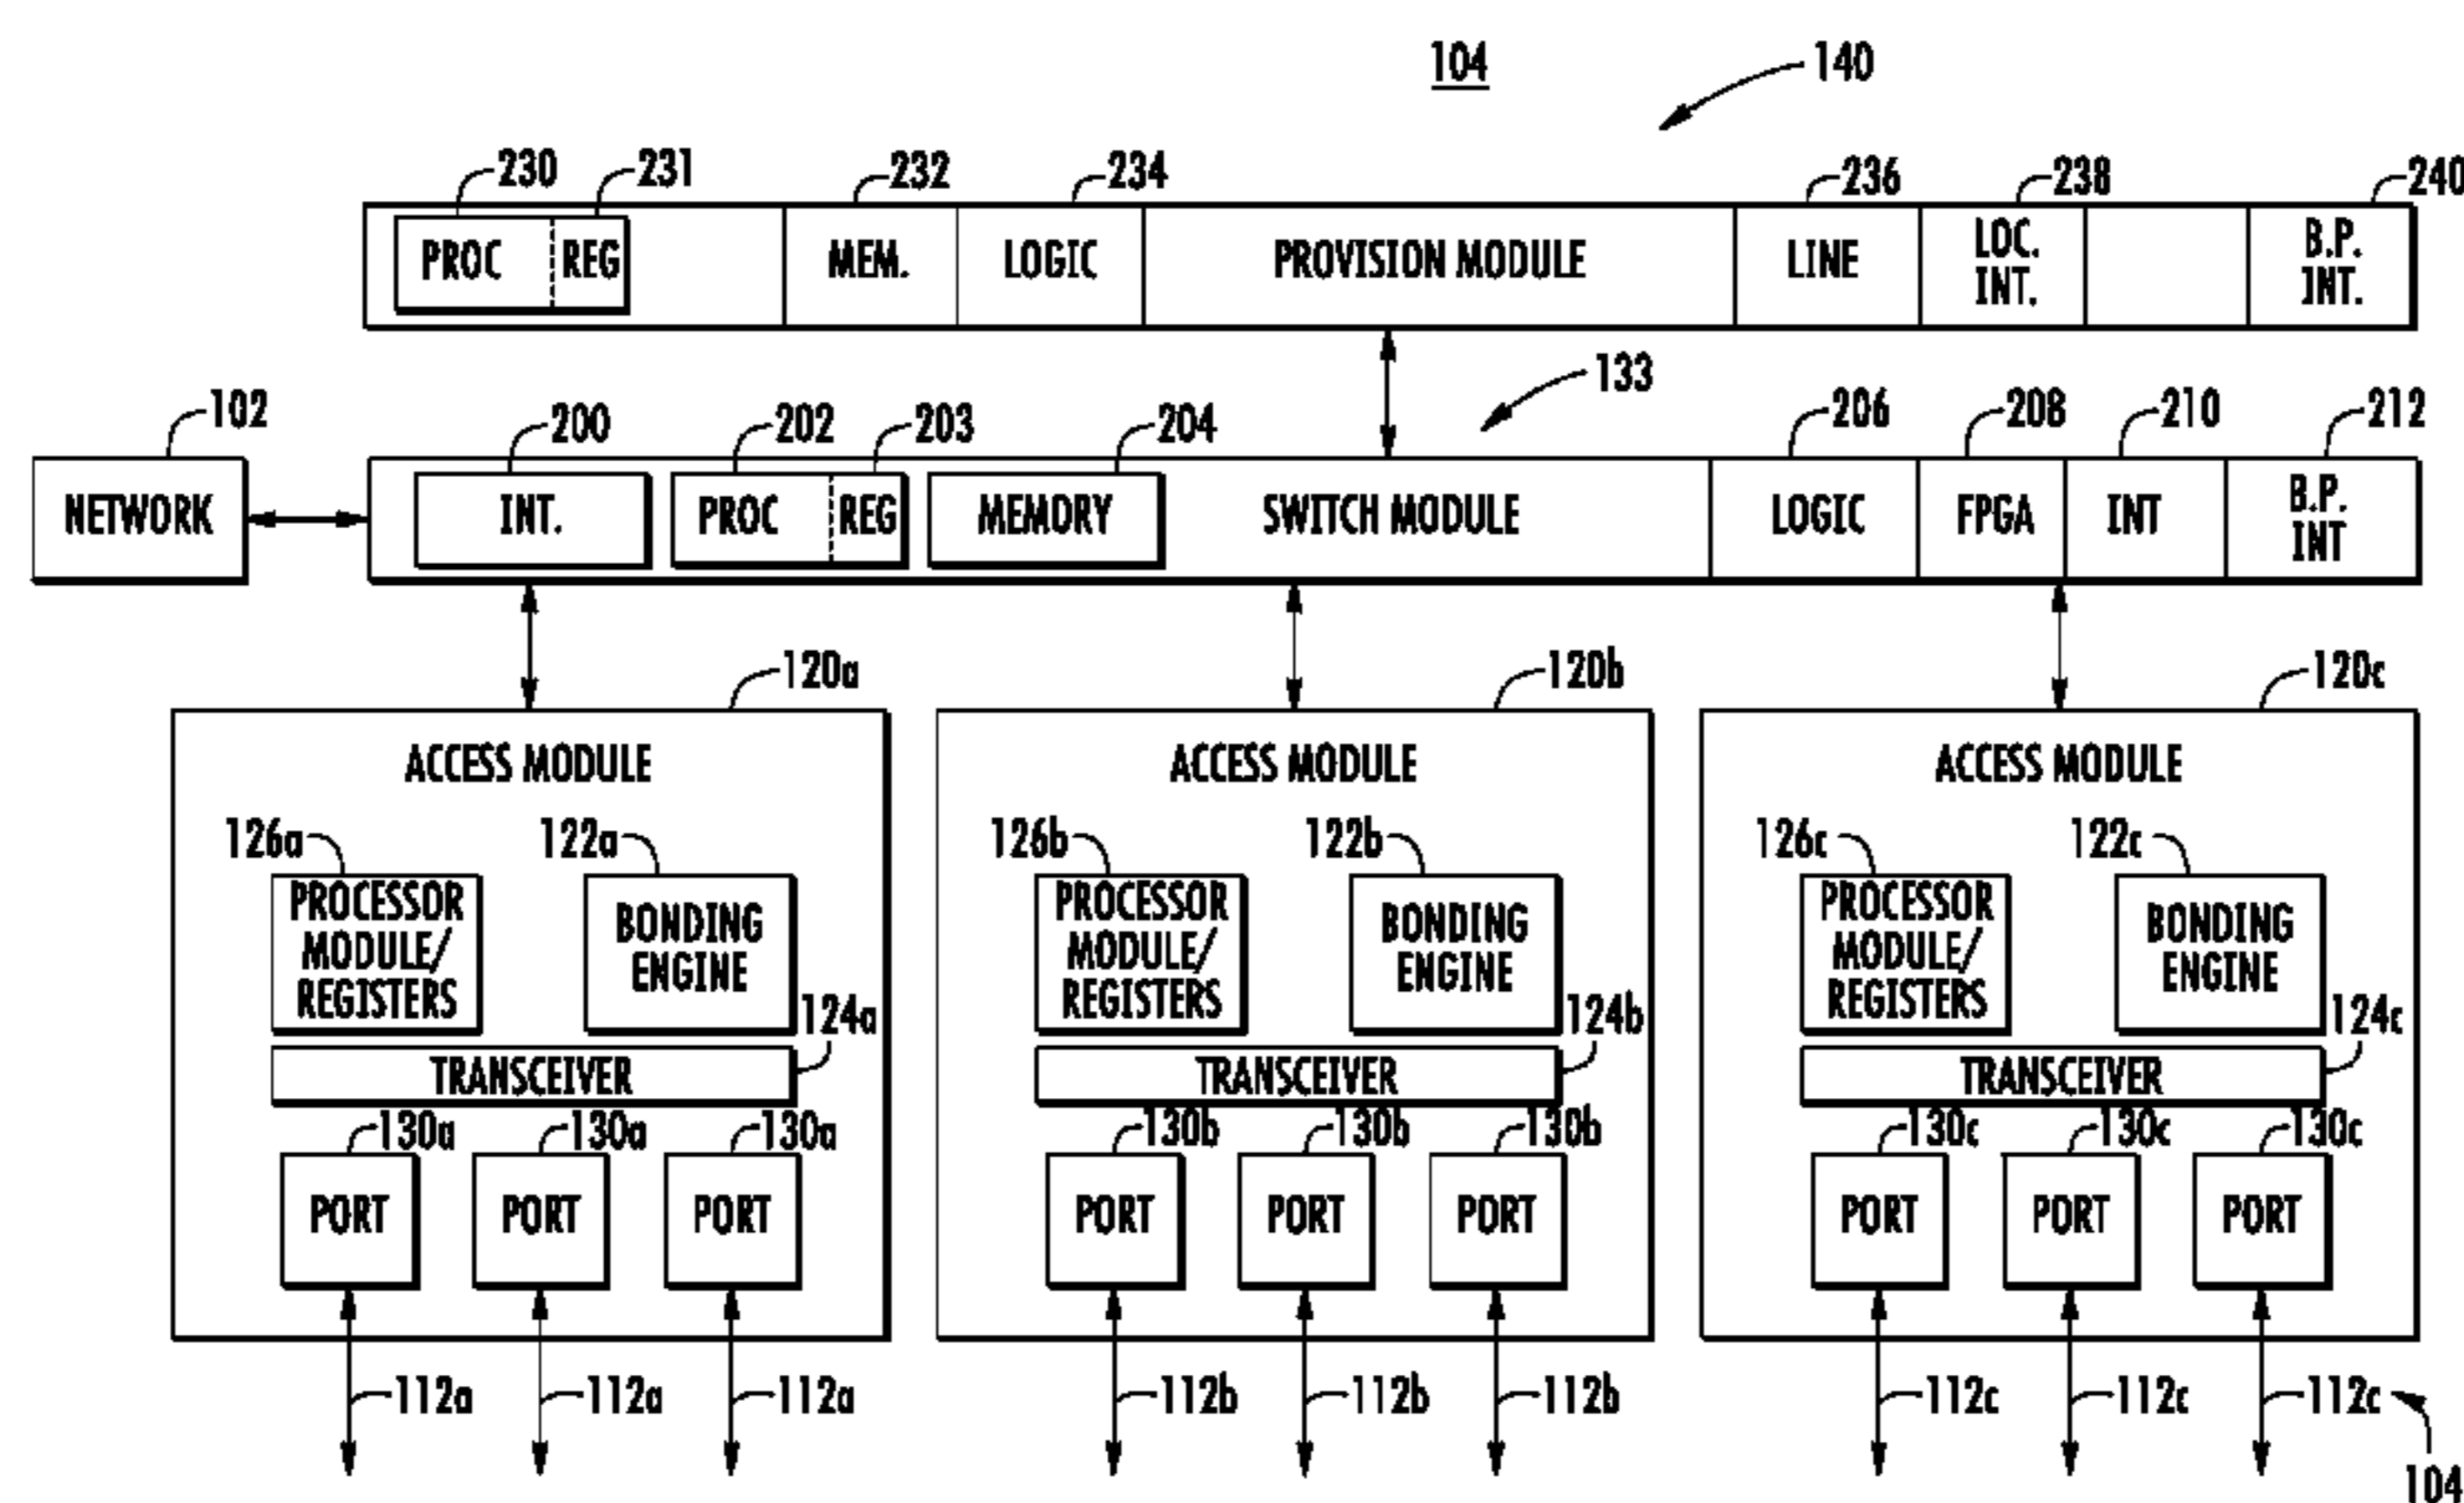 104
140
230 231 232 234 236 238 240
PROC REG MEM. LOGIC PROVISION MODULE LINE LOC. INT. B.P. INT.
133
102 200 202 203 204 206 208 210 212
NETWORK INT. PROC REG MEMORY SWITCH MODULE LOGIC FPGA INT B.P. INT
120a 120b 120c
ACCESS MODULE ACCESS MODULE ACCESS MODULE
126a 122a 126b 122b 126c 122c
PROCESSOR MODULE/ REGISTERS BONDING ENGINE PROCESSOR MODULE/ REGISTERS BONDING ENGINE PROCESSOR MODULE/ REGISTERS BONDING ENGINE
124a 124b 124c
TRANSCEIVER TRANSCEIVER TRANSCEIVER
130a 130a 130a 130b 130b 130b 130c 130c 130c
PORT PORT PORT PORT PORT PORT PORT PORT PORT
112a 112a 112a 112b 112b 112b 112c 112c 112c
104